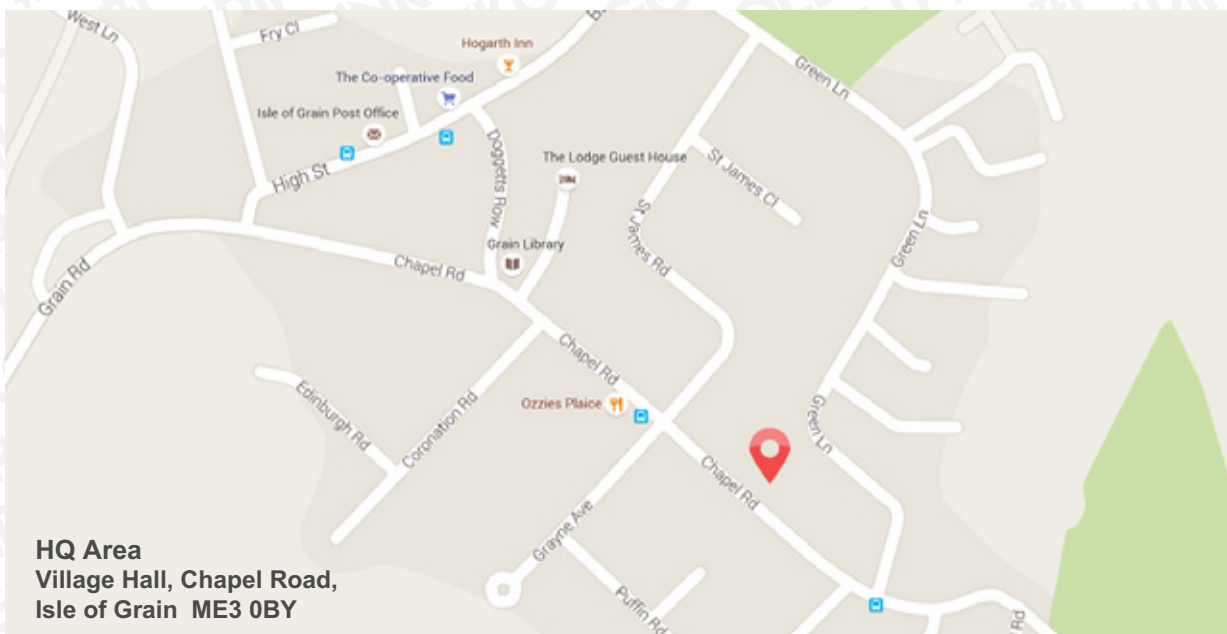 West Ln
Fry Cl
Hogarth Inn
The Co-operative Food
Isle of Grain Post Office
High St
Doggetts Row
The Lodge Guest House
Green Ln
St James Cl
St James Rd
Green Ln
Grain Library
Chapel Rd
Grain Rd
Chapel Rd
Ozzies Plaice
Edinburgh Rd
Coronation Rd
Green Ln
Chapel Rd
Grayne Ave
Puffin Rd
Rd
HQ Area
Village Hall, Chapel Road,
Isle of Grain ME3 0BY